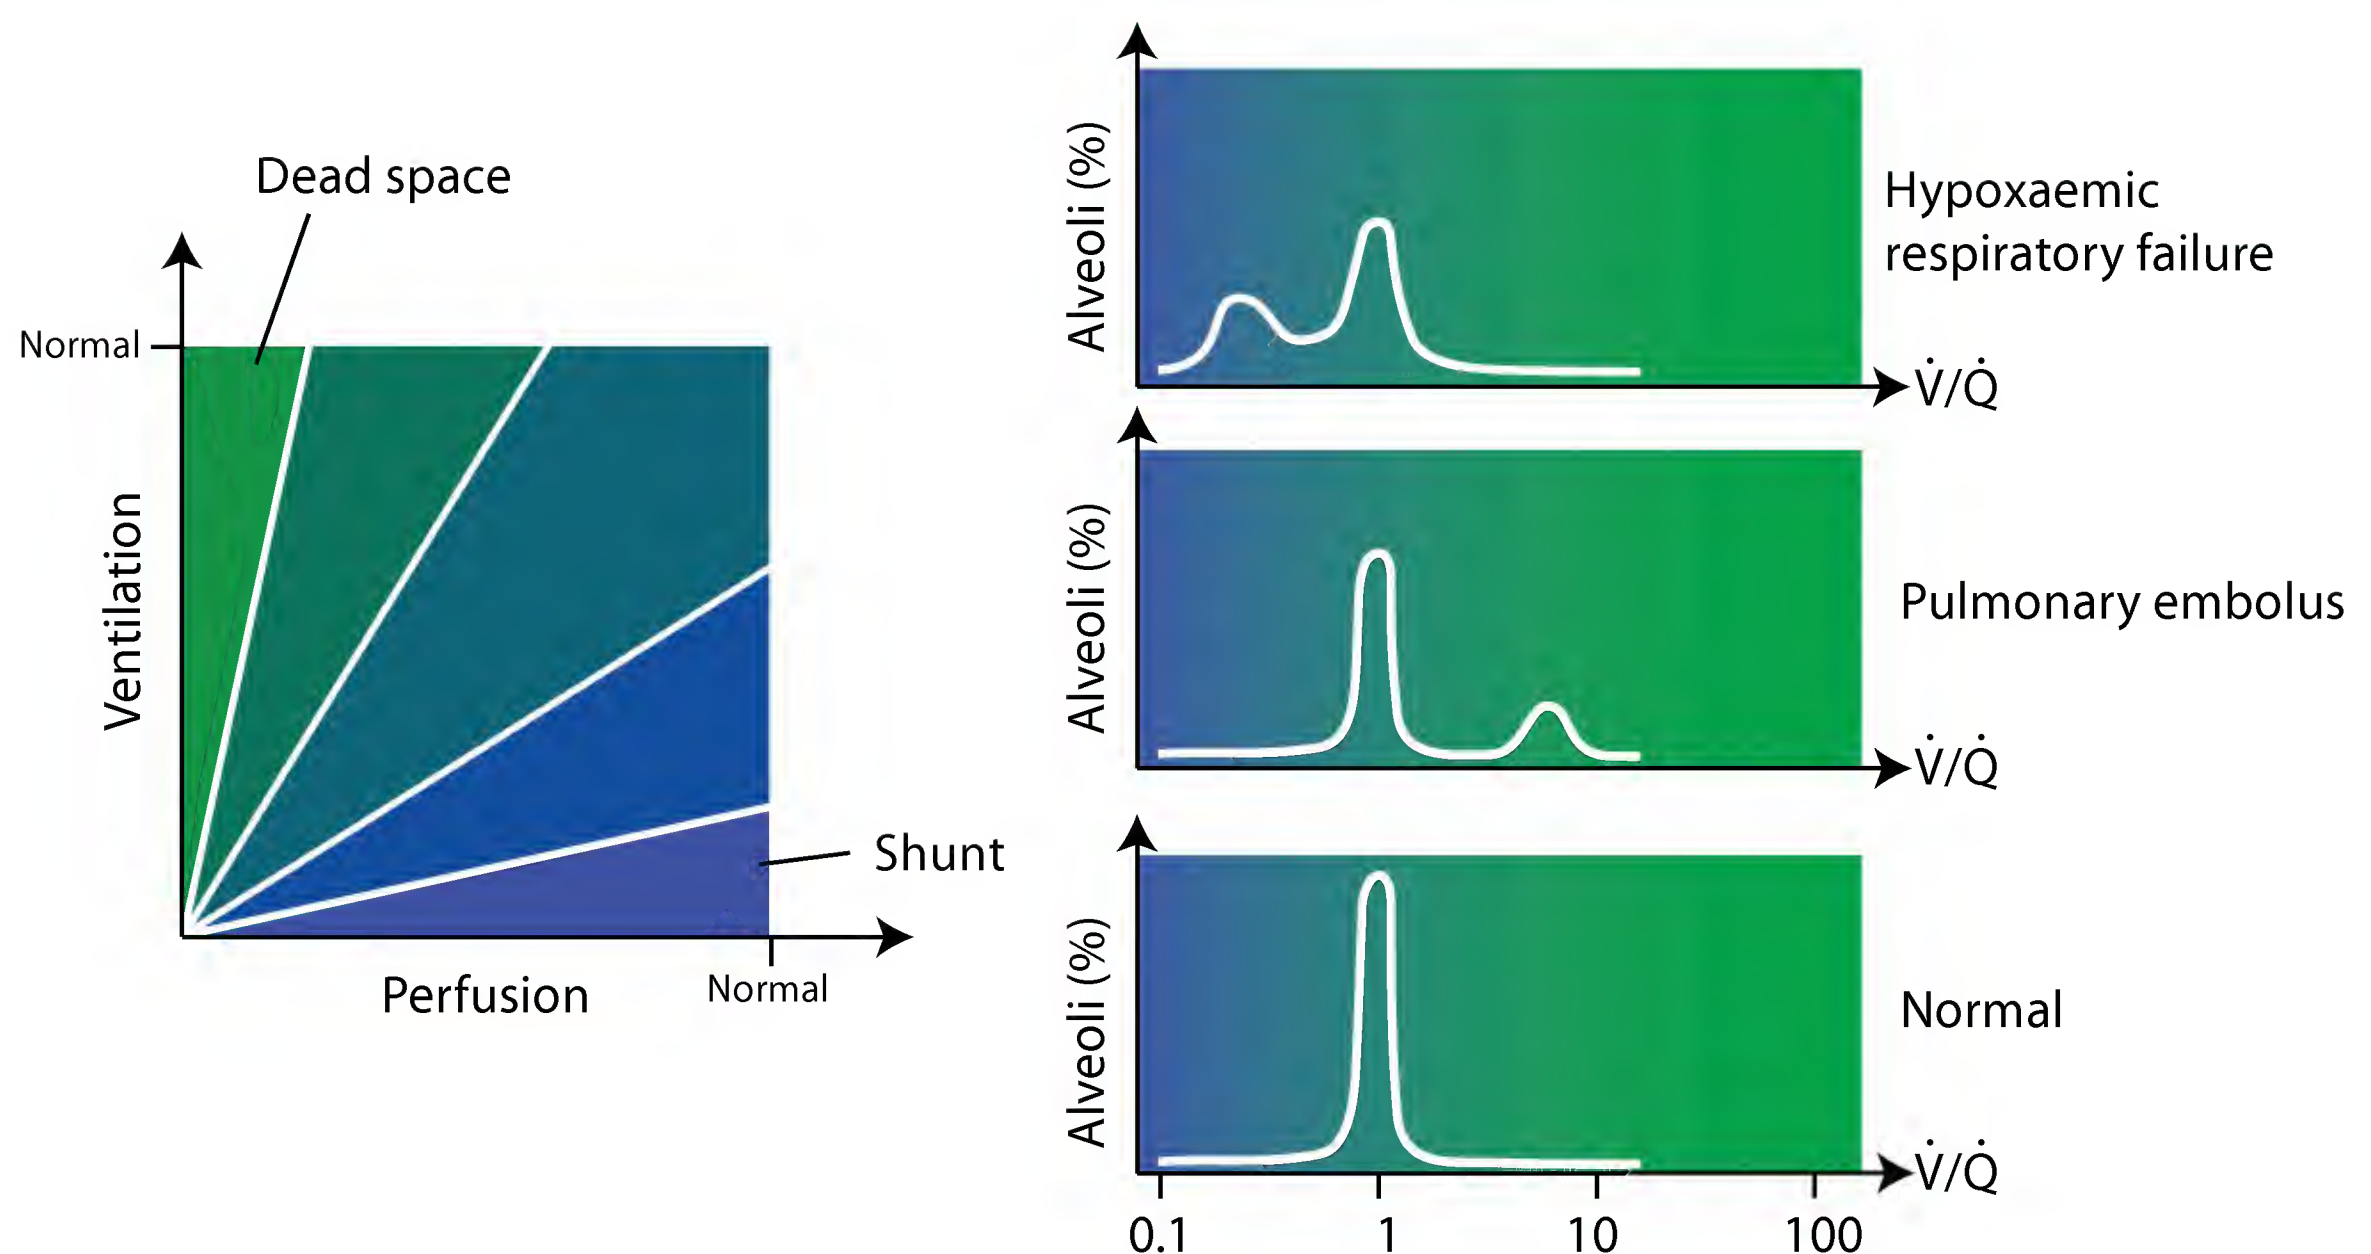 Dead space
Normal
Ventilation
Perfusion
Normal
Shunt
Alveoli (%)
Hypoxaemic
respiratory failure
V̇/Q̇
Alveoli (%)
Pulmonary embolus
V̇/Q̇
Alveoli (%)
Normal
V̇/Q̇
0.1 1 10 100